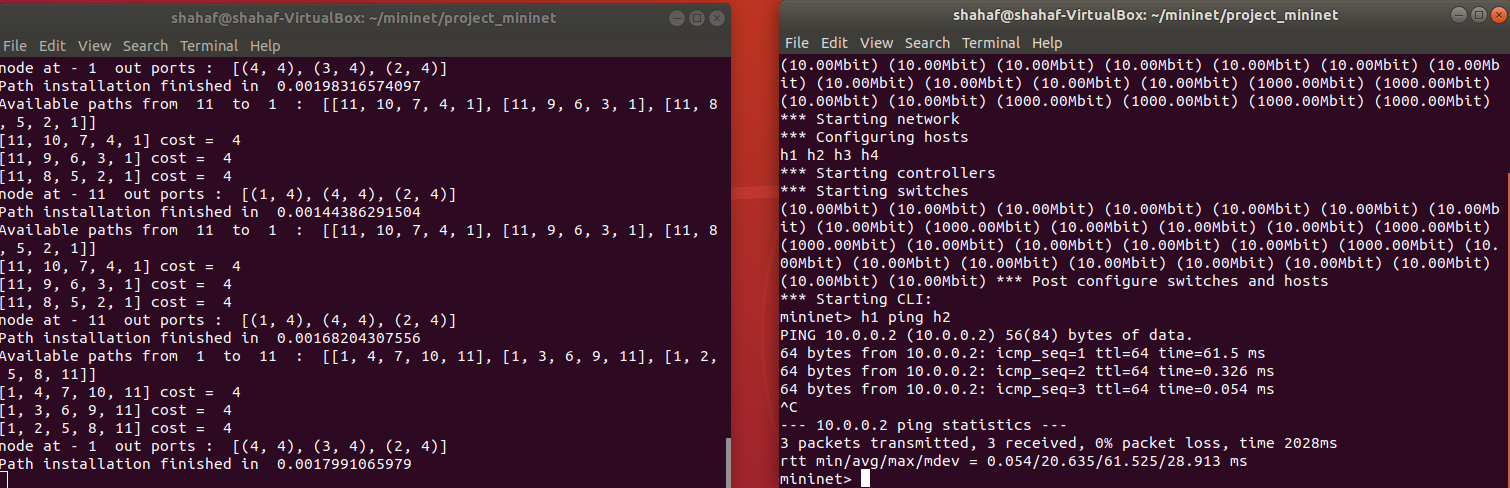 shahaf@shahaf-VirtualBox: ~/mininet/project_mininet
File Edit View Search Terminal Help
node at - 1  out ports :  [(4, 4), (3, 4), (2, 4)]
Path installation finished in  0.00198316574097
Available paths from  11  to  1  :  [[11, 10, 7, 4, 1], [11, 9, 6, 3, 1], [11, 8
, 5, 2, 1]]
[11, 10, 7, 4, 1] cost =  4
[11, 9, 6, 3, 1] cost =  4
[11, 8, 5, 2, 1] cost =  4
node at - 11  out ports :  [(1, 4), (4, 4), (2, 4)]
Path installation finished in  0.00144386291504
Available paths from  11  to  1  :  [[11, 10, 7, 4, 1], [11, 9, 6, 3, 1], [11, 8
, 5, 2, 1]]
[11, 10, 7, 4, 1] cost =  4
[11, 9, 6, 3, 1] cost =  4
[11, 8, 5, 2, 1] cost =  4
node at - 11  out ports :  [(1, 4), (4, 4), (2, 4)]
Path installation finished in  0.00168204307556
Available paths from  1  to  11  :  [[1, 4, 7, 10, 11], [1, 3, 6, 9, 11], [1, 2,
 5, 8, 11]]
[1, 4, 7, 10, 11] cost =  4
[1, 3, 6, 9, 11] cost =  4
[1, 2, 5, 8, 11] cost =  4
node at - 1  out ports :  [(4, 4), (3, 4), (2, 4)]
Path installation finished in  0.0017991065979
shahaf@shahaf-VirtualBox: ~/mininet/project_mininet
File Edit View Search Terminal Help
(10.00Mbit) (10.00Mbit) (10.00Mbit) (10.00Mbit) (10.00Mbit) (10.00Mbit) (10.00Mb
it) (10.00Mbit) (10.00Mbit) (10.00Mbit) (10.00Mbit) (1000.00Mbit) (1000.00Mbit)
(10.00Mbit) (10.00Mbit) (1000.00Mbit) (1000.00Mbit) (1000.00Mbit) (1000.00Mbit)
*** Starting network
*** Configuring hosts
h1 h2 h3 h4
*** Starting controllers
*** Starting switches
(10.00Mbit) (10.00Mbit) (10.00Mbit) (10.00Mbit) (10.00Mbit) (10.00Mbit) (10.00Mb
it) (10.00Mbit) (1000.00Mbit) (10.00Mbit) (10.00Mbit) (10.00Mbit) (1000.00Mbit)
(1000.00Mbit) (10.00Mbit) (10.00Mbit) (10.00Mbit) (10.00Mbit) (1000.00Mbit) (10.
00Mbit) (10.00Mbit) (10.00Mbit) (10.00Mbit) (10.00Mbit) (10.00Mbit) (10.00Mbit)
(10.00Mbit) (10.00Mbit) *** Post configure switches and hosts
*** Starting CLI:
mininet> h1 ping h2
PING 10.0.0.2 (10.0.0.2) 56(84) bytes of data.
64 bytes from 10.0.0.2: icmp_seq=1 ttl=64 time=61.5 ms
64 bytes from 10.0.0.2: icmp_seq=2 ttl=64 time=0.326 ms
64 bytes from 10.0.0.2: icmp_seq=3 ttl=64 time=0.054 ms
^C
--- 10.0.0.2 ping statistics ---
3 packets transmitted, 3 received, 0% packet loss, time 2028ms
rtt min/avg/max/mdev = 0.054/20.635/61.525/28.913 ms
mininet>